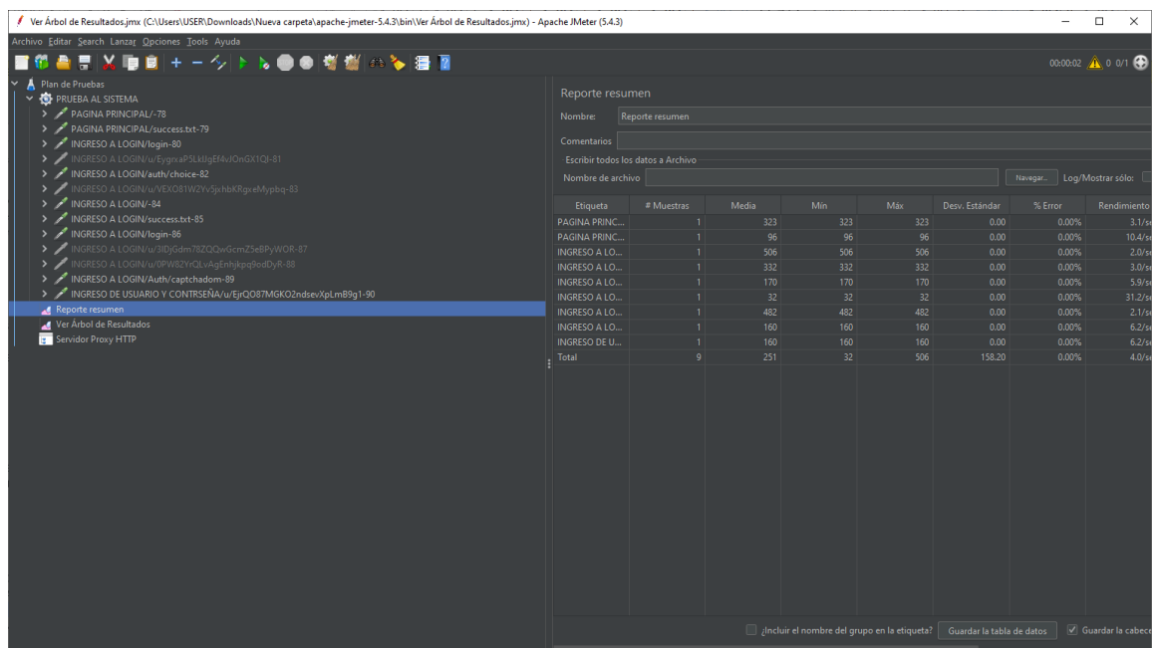 Ver Árbol de Resultados.jmx (C:\Users\USER\Downloads\Nueva carpeta\apache-jmeter-5.4.3\bin\Ver Árbol de Resultados.jmx) - Apache JMeter (5.4.3)
Archivo Editar Search Lanzar Opciones Tools Ayuda
00:00:02 0 0/1
Plan de Pruebas
PRUEBA AL SISTEMA
PAGINA PRINCIPAL/-78
PAGINA PRINCIPAL/success.txt-79
INGRESO A LOGIN/login-80
INGRESO A LOGIN/auth/choice-82
INGRESO A LOGIN/-84
INGRESO A LOGIN/success.txt-85
INGRESO A LOGIN/login-86
INGRESO A LOGIN/Auth/captchadom-89
INGRESO DE USUARIO Y CONTRSEÑA/u/EjrQO87MGKO2ndsevXpLmB9g1-90
Reporte resumen
Ver Árbol de Resultados
Servidor Proxy HTTP
Reporte resumen
Nombre: Reporte resumen
Comentarios
Escribir todos los datos a Archivo
Nombre de archivo Navegar... Log/Mostrar sólo:
Etiqueta # Muestras Media Mín Máx Desv. Estándar % Error Rendimiento
PAGINA PRINC... 1 323 323 323 0.00 0.00% 3.1/se
PAGINA PRINC... 1 96 96 96 0.00 0.00% 10.4/se
INGRESO A LO... 1 506 506 506 0.00 0.00% 2.0/se
INGRESO A LO... 1 332 332 332 0.00 0.00% 3.0/se
INGRESO A LO... 1 170 170 170 0.00 0.00% 5.9/se
INGRESO A LO... 1 32 32 32 0.00 0.00% 31.2/se
INGRESO A LO... 1 482 482 482 0.00 0.00% 2.1/se
INGRESO A LO... 1 160 160 160 0.00 0.00% 6.2/se
INGRESO DE U... 1 160 160 160 0.00 0.00% 6.2/se
Total 9 251 32 506 158.20 0.00% 4.0/se
¿Incluir el nombre del grupo en la etiqueta? Guardar la tabla de datos Guardar la cabece